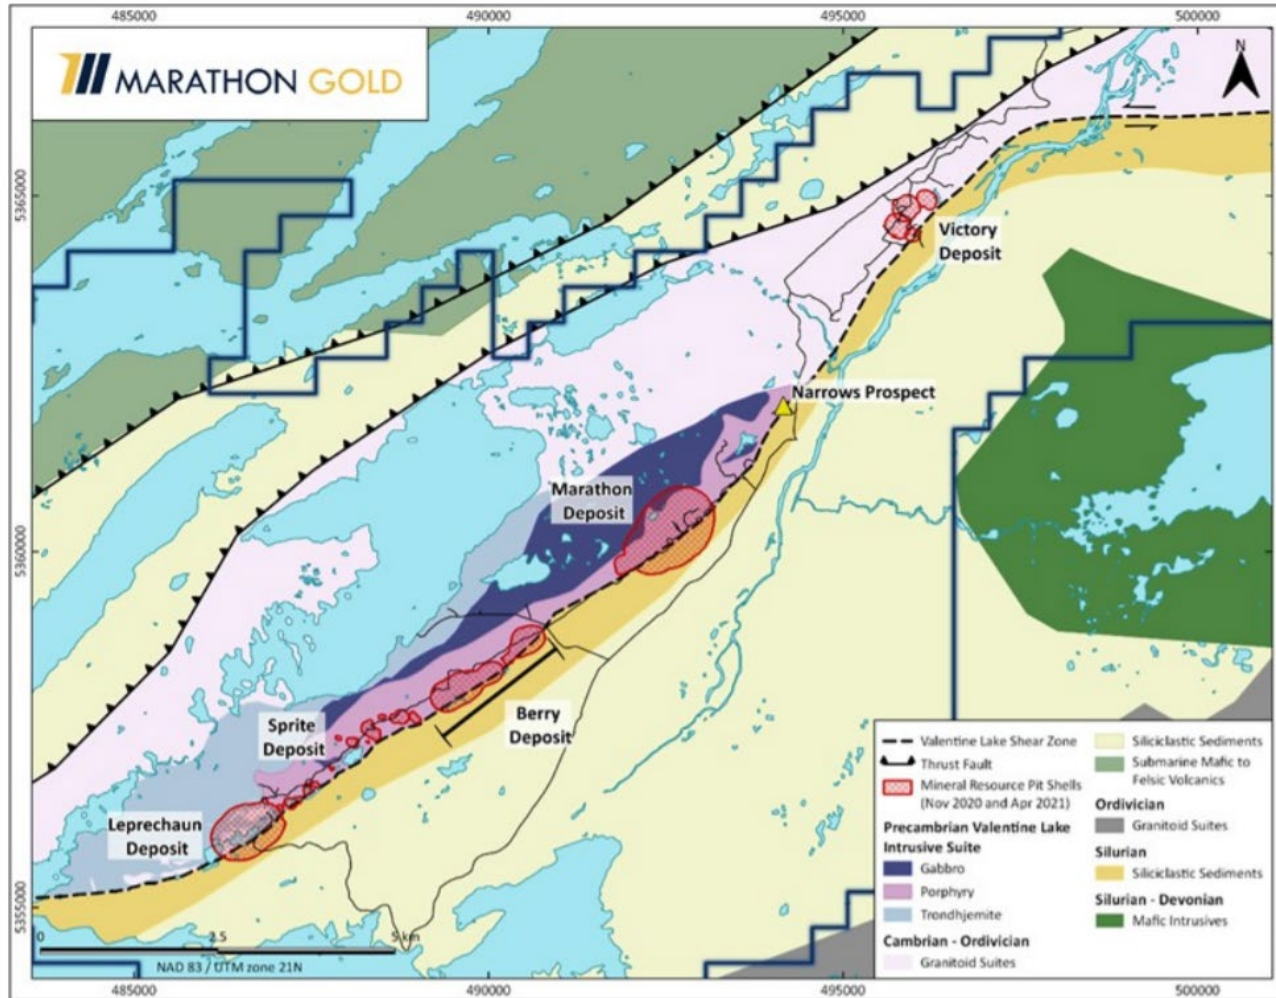 485000
490000
495000
500000
MARATHON GOLD
N
5365000
5360000
5355000
Victory
Deposit
Narrows Prospect
Marathon
Deposit
Sprite
Deposit
Berry
Deposit
Leprechaun
Deposit
0
2.5
5 km
NAD 83 / UTM zone 21N
Valentine Lake Shear Zone
Thrust Fault
Mineral Resource Pit Shells
(Nov 2020 and Apr 2021)
Precambrian Valentine Lake
Intrusive Suite
Gabbro
Porphyry
Trondhjemite
Cambrian - Ordivician
Granitoid Suites
Siliciclastic Sediments
Submarine Mafic to
Felsic Volcanics
Ordivician
Granitoid Suites
Silurian
Siliciclastic Sediments
Silurian - Devonian
Mafic Intrusives
485000
490000
495000
500000